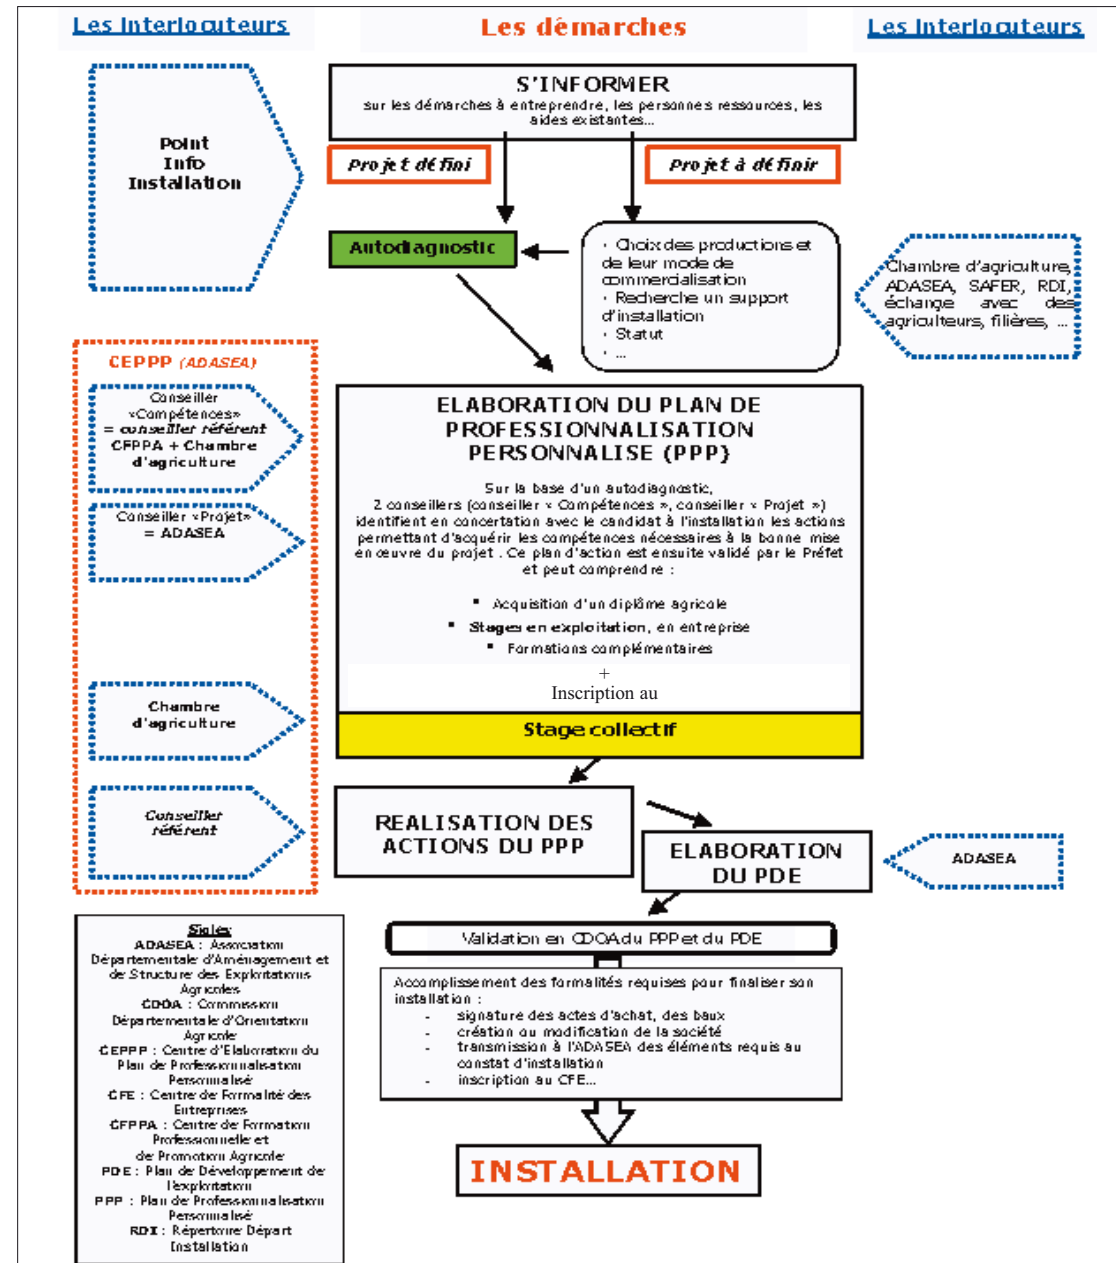 Les Interlocuteurs
Les démarches
Les Interlocuteurs
S'INFORMER
sur les démarches à entreprendre, les personnes ressources, les
aides existantes...
Point
Info
Installation
Projet défini
Projet à définir
Autodiagnostic
· Choix des productions et
de leur mode de
commercialisation
· Recherche un support
d'installation
· Statut
· ...
Chambre d'agriculture,
ADASEA, SAFER, RDI,
échange avec des
agriculteurs, filières, ...
CEPPP (ADASEA)
Conseiller
«Compétences»
= conseiller référent
CFPPA + Chambre
d'agriculture
Conseiller «Projet»
= ADASEA
Chambre
d'agriculture
Conseiller
référent
ELABORATION DU PLAN DE
PROFESSIONNALISATION
PERSONNALISE (PPP)
Sur la base d'un autodiagnostic,
2 conseillers (conseiller « Compétences », conseiller « Projet »)
identifient en concertation avec le candidat à l'installation les actions
permettant d'acquérir les compétences nécessaires à la bonne mise
en œuvre du projet . Ce plan d'action est ensuite validé par le Préfet
et peut comprendre :
▪ Acquisition d'un diplôme agricole
▪ Stages en exploitation, en entreprise
▪ Formations complémentaires
+
Inscription au
Stage collectif
REALISATION DES
ACTIONS DU PPP
ELABORATION
DU PDE
ADASEA
Validation en CDOA du PPP et du PDE
Accomplissement des formalités requises pour finaliser son
installation :
- signature des actes d'achat, des baux
- création ou modification de la société
- transmission à l'ADASEA des éléments requis au
constat d'installation
- inscription au CFE...
INSTALLATION
Sigles
ADASEA : Association
Départementale d'Aménagement et
de Structure des Exploitations
Agricoles
CDOA : Commission
Départementale d'Orientation
Agricole
CEPPP : Centre d'Elaboration du
Plan de Professionnalisation
Personnalisé
CFE : Centre de Formalité des
Entreprises
CFPPA : Centre de Formation
Professionnelle et
de Promotion Agricole
PDE : Plan de Développement de
l'exploitation
PPP : Plan de Professionnalisation
Personnalisé
RDI : Répertoire Départ
Installation